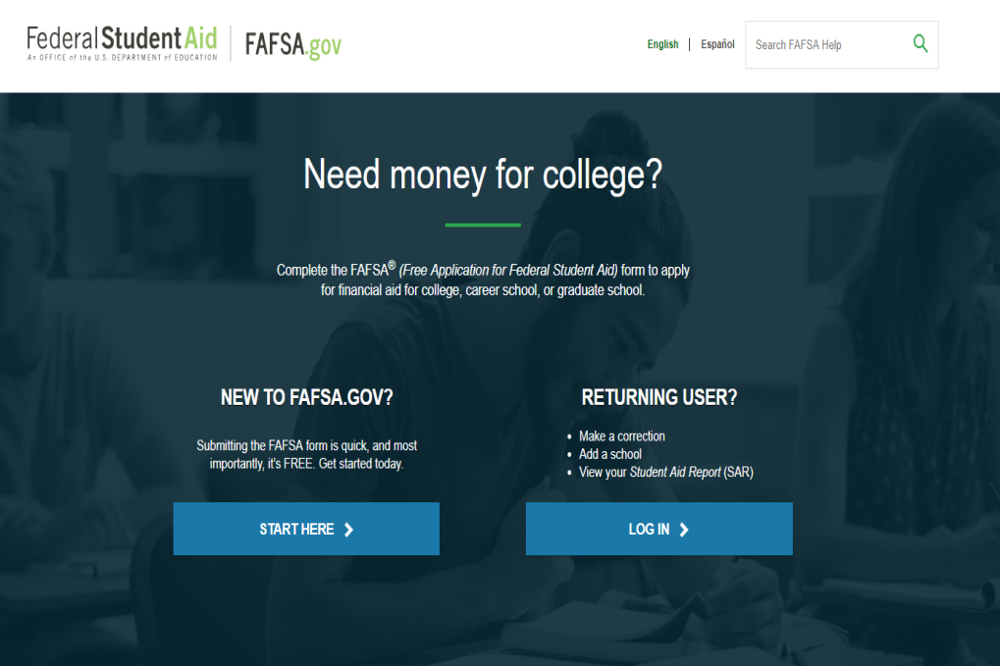 Federal Student Aid
An OFFICE of the U.S. DEPARTMENT of EDUCATION
FAFSA.gov
English | Español
Search FAFSA Help
Need money for college?
Complete the FAFSA® (Free Application for Federal Student Aid) form to apply
for financial aid for college, career school, or graduate school.
NEW TO FAFSA.GOV?
Submitting the FAFSA form is quick, and most
importantly, it's FREE. Get started today.
START HERE
RETURNING USER?
• Make a correction
• Add a school
• View your Student Aid Report (SAR)
LOG IN